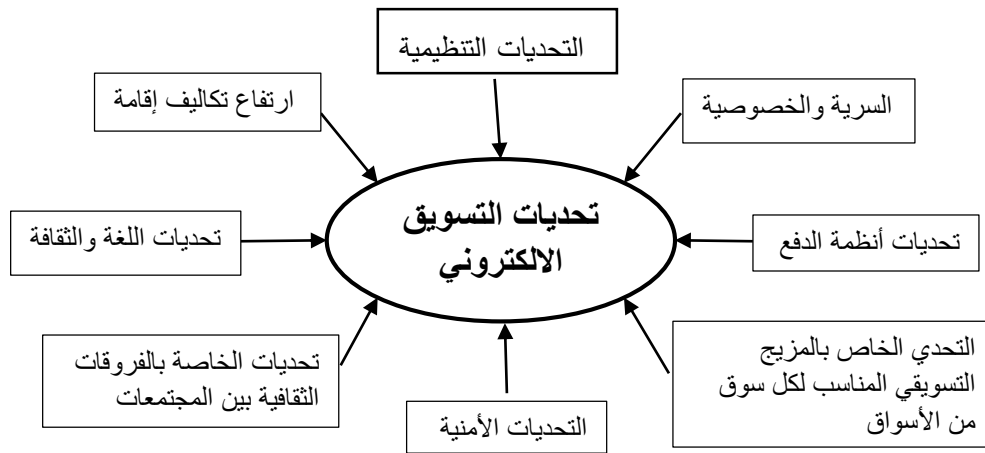 التحديات التنظيمية
السرية والخصوصية
ارتفاع تكاليف إقامة
تحديات التسويق
الالكتروني
تحديات أنظمة الدفع
تحديات اللغة والثقافة
التحدي الخاص بالمزيج
التسويقي المناسب لكل سوق
من الأسواق
تحديات الخاصة بالفروقات
الثقافية بين المجتمعات
التحديات الأمنية